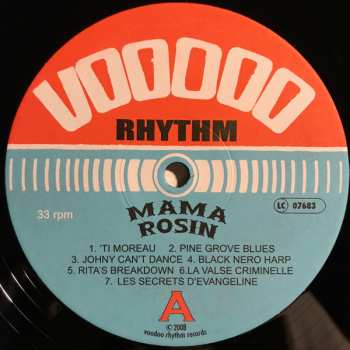 VOODOO
RHYTHM
33 rpm
MAMA
ROSIN
LC 07683
1. 'TI MOREAU 2. PINE GROVE BLUES
3. JOHNY CAN'T DANCE 4. BLACK NERO HARP
5. RITA'S BREAKDOWN 6.LA VALSE CRIMINELLE
7. LES SECRETS D'EVANGELINE
A
© 2008
voodoo rhythm records